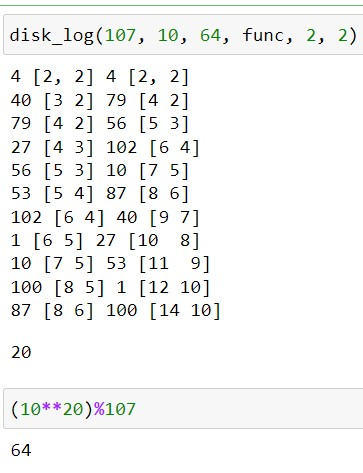 disk_log(107, 10, 64, func, 2, 2)
4 [2, 2] 4 [2, 2]
40 [3 2] 79 [4 2]
79 [4 2] 56 [5 3]
27 [4 3] 102 [6 4]
56 [5 3] 10 [7 5]
53 [5 4] 87 [8 6]
102 [6 4] 40 [9 7]
1 [6 5] 27 [10  8]
10 [7 5] 53 [11  9]
100 [8 5] 1 [12 10]
87 [8 6] 100 [14 10]
20
(10**20)%107
64